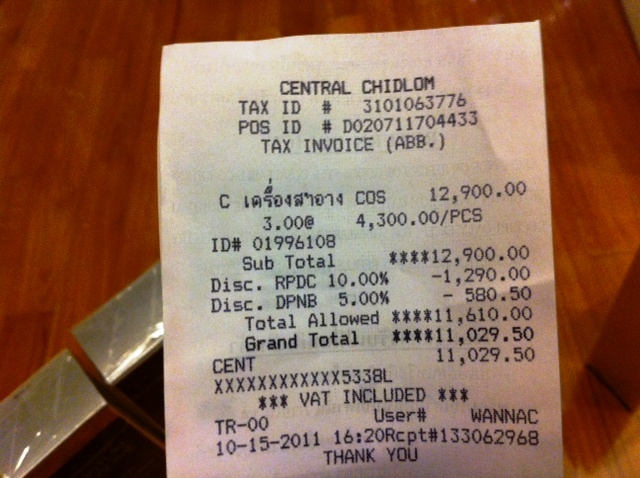 CENTRAL CHIDLOM
TAX ID # 3101063776
POS ID # D020711704433
TAX INVOICE (ABB.)
C เครื่องสำอาง COS 12,900.00
3.00@ 4,300.00/PCS
ID# 01996108
Sub Total ****12,900.00
Disc. RPDC 10.00% -1,290.00
Disc. DPNB 5.00% - 580.50
Total Allowed ****11,610.00
Grand Total ****11,029.50
CENT 11,029.50
XXXXXXXXXXXX5338L
*** VAT INCLUDED ***
TR-00 User# WANNAC
10-15-2011 16:20Rcpt#133062968
THANK YOU